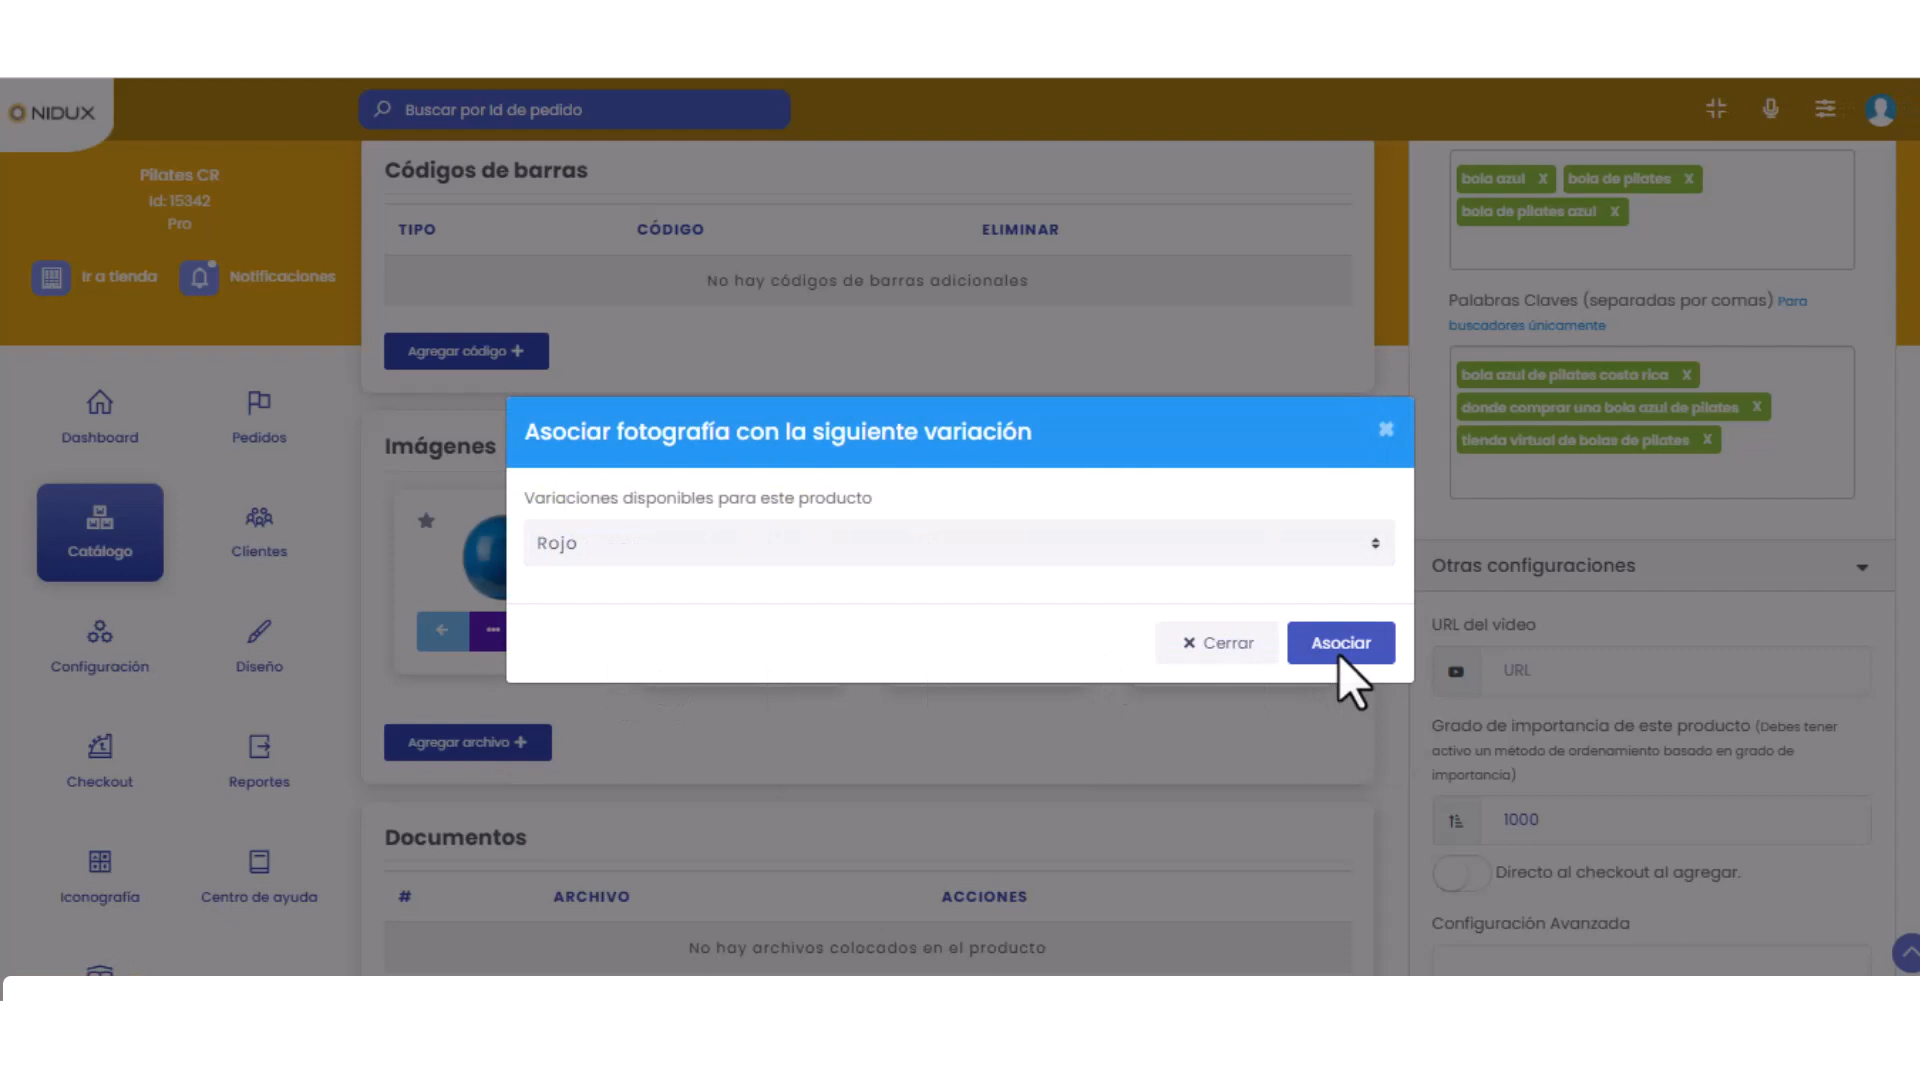 NIDUX
Buscar por Id de pedido
Pilates CR
Id: 15342
Pro
Ir a tienda
Notificaciones
Dashboard
Pedidos
Catálogo
Clientes
Configuración
Diseño
Checkout
Reportes
Iconografía
Centro de ayuda
Códigos de barras
TIPO CÓDIGO ELIMINAR
No hay códigos de barras adicionales
Agregar código +
Imágenes
Asociar fotografía con la siguiente variación
Variaciones disponibles para este producto
Rojo
Cerrar
Asociar
Agregar archivo +
Documentos
# ARCHIVO ACCIONES
No hay archivos colocados en el producto
bola azul X bola de pilates X
bola de pilates azul X
Palabras Claves (separadas por comas) Para
buscadores únicamente
bola azul de pilates costa rica X
donde comprar una bola azul de pilates X
tienda virtual de bolas de pilates X
Otras configuraciones
URL del video
URL
Grado de importancia de este producto (Debes tener
activo un método de ordenamiento basado en grado de
importancia)
1000
Directo al checkout al agregar.
Configuración Avanzada